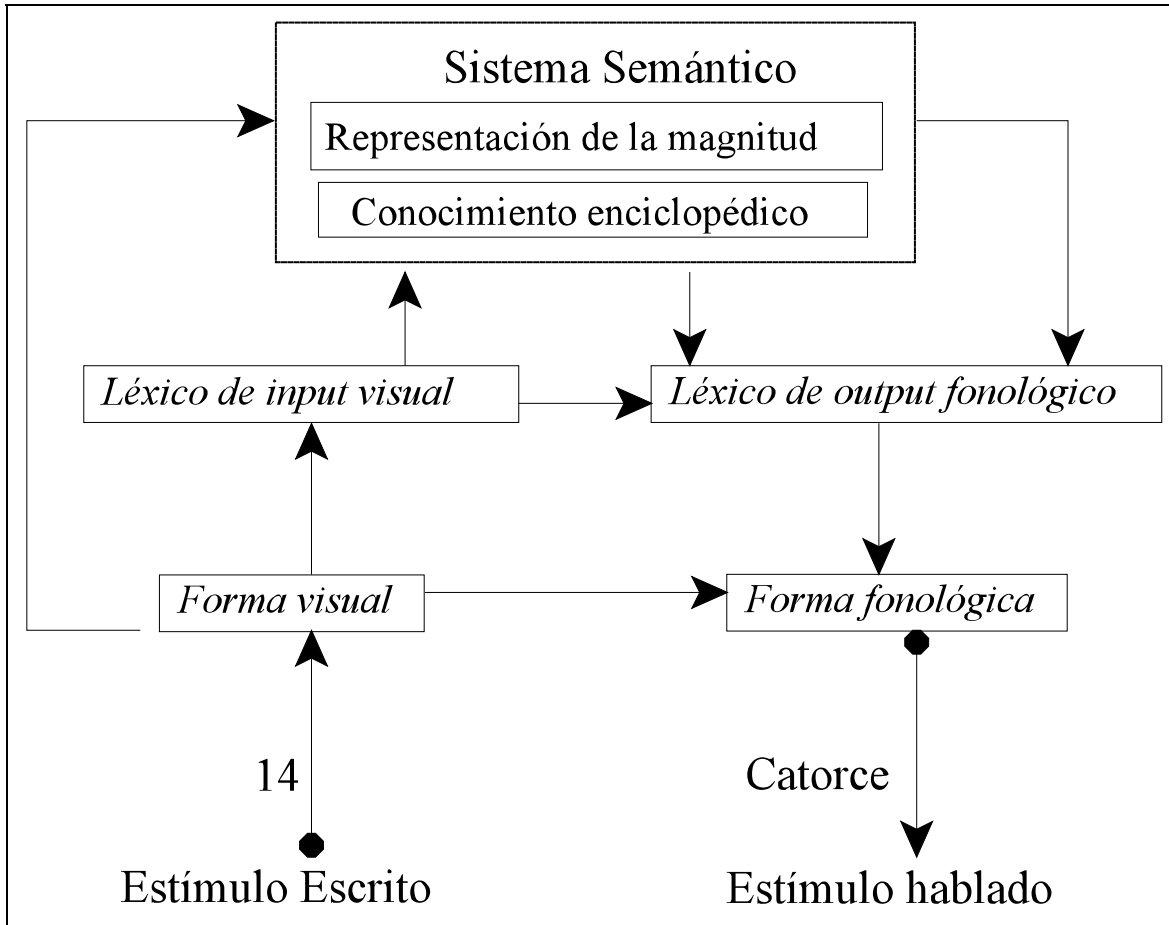 Sistema Semántico
Representación de la magnitud
Conocimiento enciclopédico
Léxico de input visual
Léxico de output fonológico
Forma visual
Forma fonológica
14
Catorce
Estímulo Escrito
Estímulo hablado